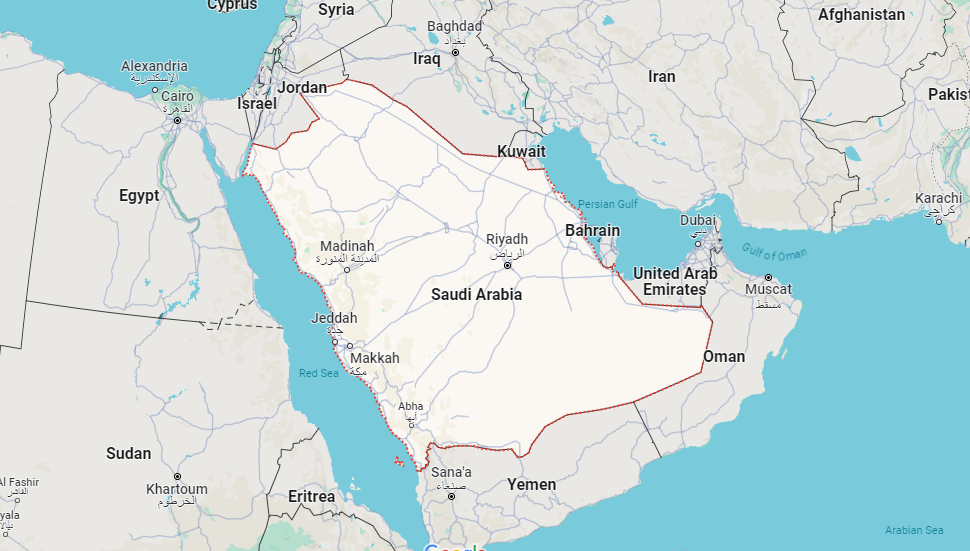 Cyprus
Syria
Afghanistan
Baghdad
بغداد
Iraq
Alexandria
الإسكندرية
Iran
Jordan
Cairo
القاهرة
Israel
Pakist
Kuwait
Egypt
Persian Gulf
Karachi
كراچی
Dubai
دبي
Bahrain
Riyadh
الرياض
Madinah
المدينة المنورة
Gulf of Oman
United Arab
Emirates
Muscat
مسقط
Saudi Arabia
Jeddah
جدة
Makkah
مكة
Oman
Red Sea
Abha
أبها
Sudan
Sana'a
صنعاء
Al Fashir
الفاشر
Khartoum
الخرطوم
Yemen
Eritrea
yala
Arabian Sea
Google